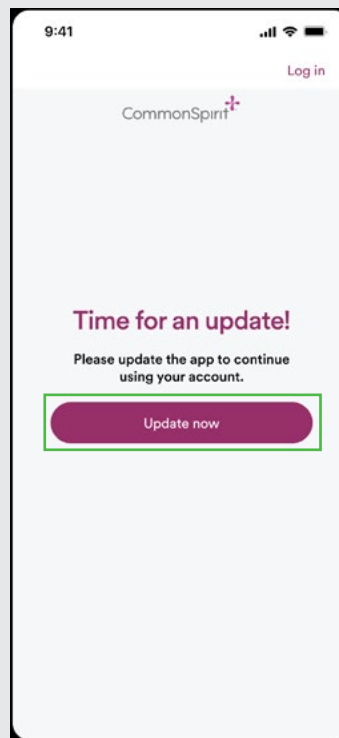 9:41
Log in
CommonSpirit
Time for an update!
Please update the app to continue
using your account.
Update now